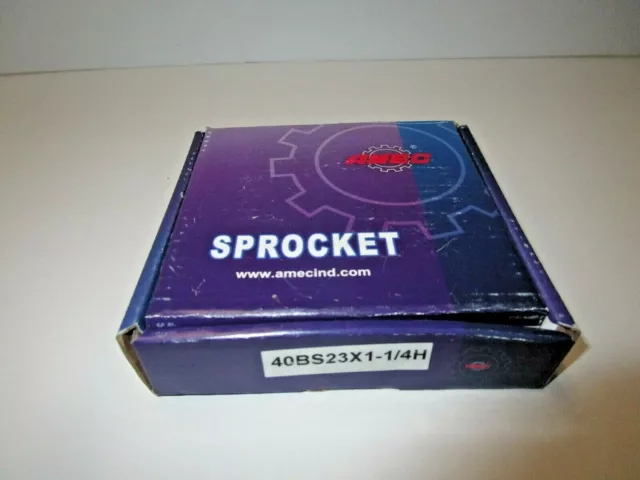 AMEC
®
SPROCKET
www.amecind.com
40BS23X1-1/4H